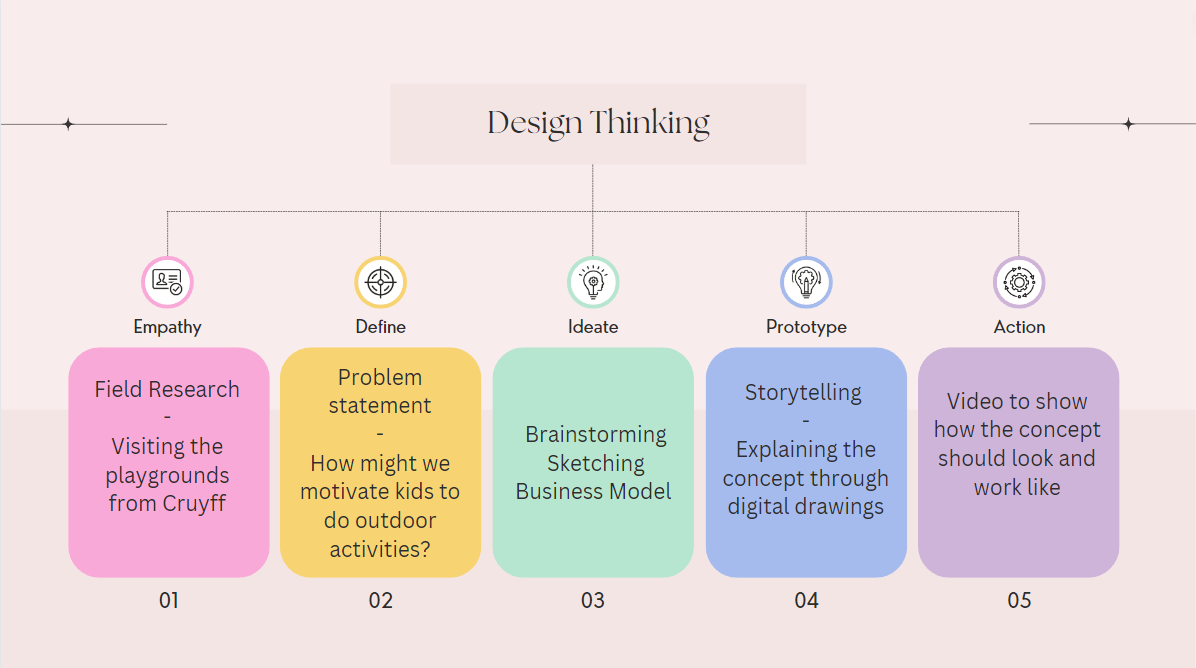 Design Thinking
Empathy
Define
Ideate
Prototype
Action
Field Research
-
Visiting the
playgrounds
from Cruyff
Problem
statement
-
How might we
motivate kids to
do outdoor
activities?
Brainstorming
Sketching
Business Model
Storytelling
-
Explaining the
concept through
digital drawings
Video to show
how the concept
should look and
work like
01
02
03
04
05